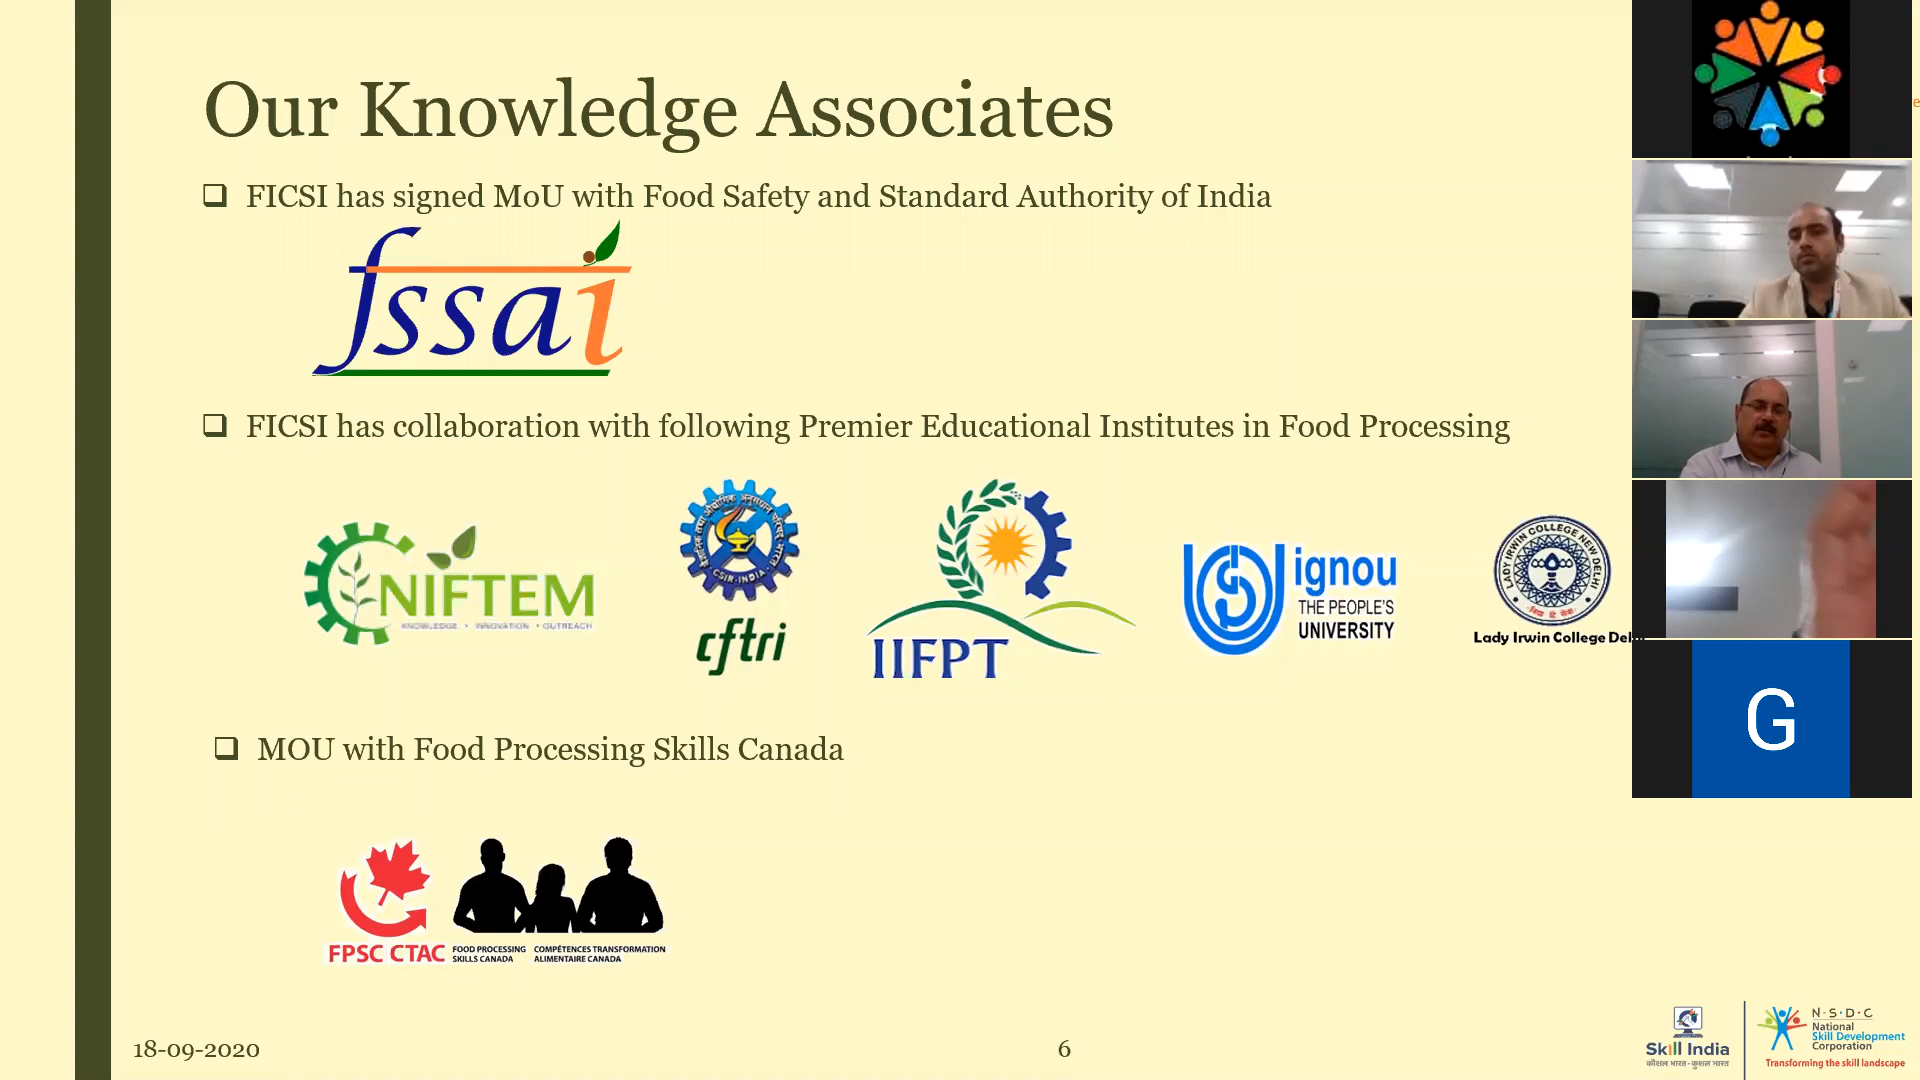 Our Knowledge Associates
FICSI has signed MoU with Food Safety and Standard Authority of India
fssai
FICSI has collaboration with following Premier Educational Institutes in Food Processing
NIFTEM
KNOWLEDGE • INNOVATION • OUTREACH
CSIR-INDIA
cftri
IIFPT
ignou
THE PEOPLE'S
UNIVERSITY
LADY IRWIN COLLEGE NEW DELHI
Lady Irwin College Del
G
MOU with Food Processing Skills Canada
FPSC CTAC
FOOD PROCESSING
SKILLS CANADA
COMPÉTENCES TRANSFORMATION
ALIMENTAIRE CANADA
18-09-2020
6
Skill India
कौशल भारत - कुशल भारत
N·S·D·C
National
Skill Development
Corporation
Transforming the skill landscape